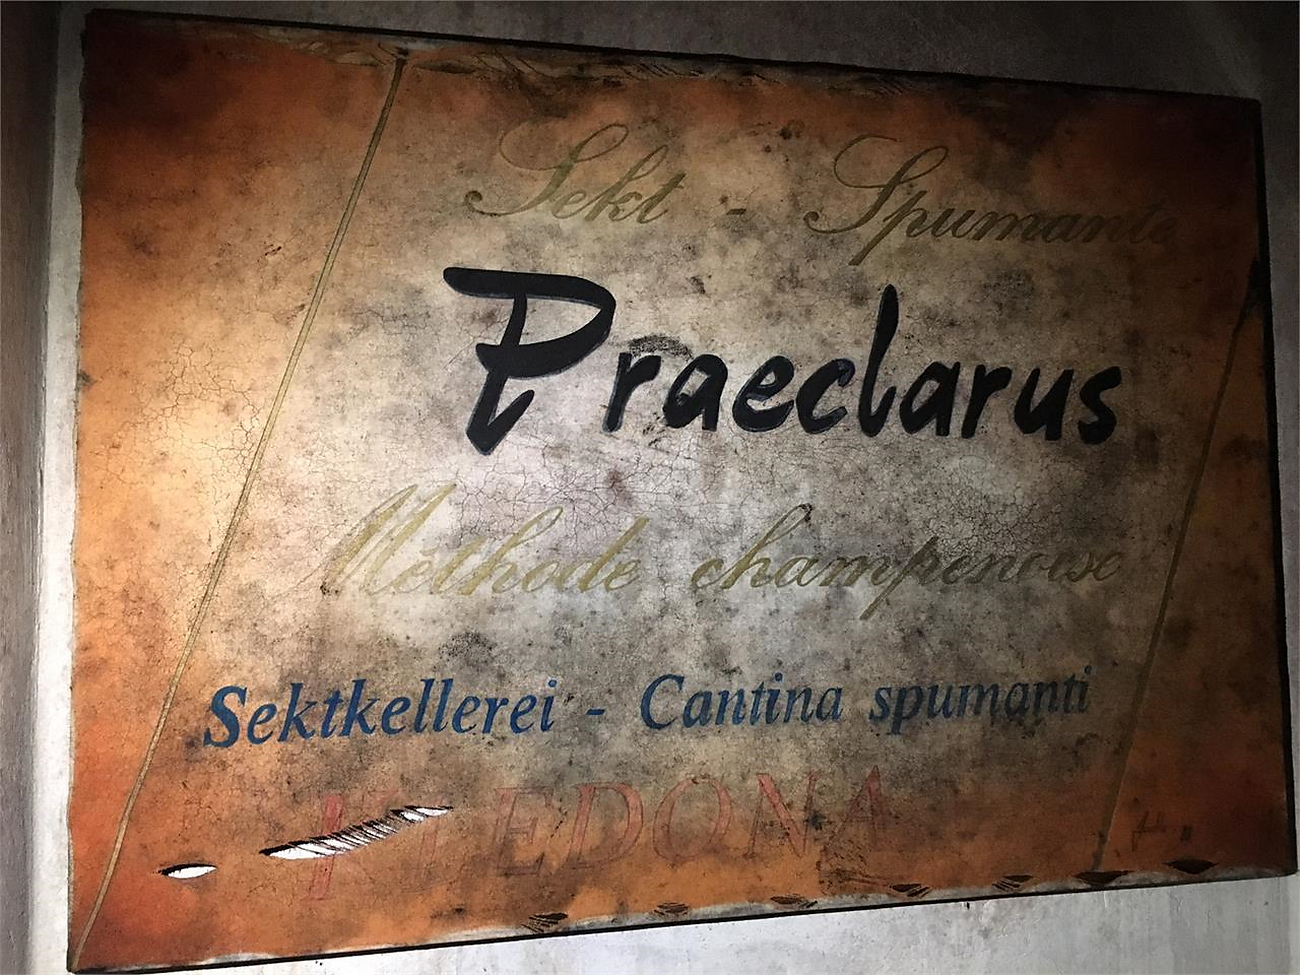 Sekt - Spumante
Praeclarus
Méthode champenoise
Sektkellerei - Cantina spumanti